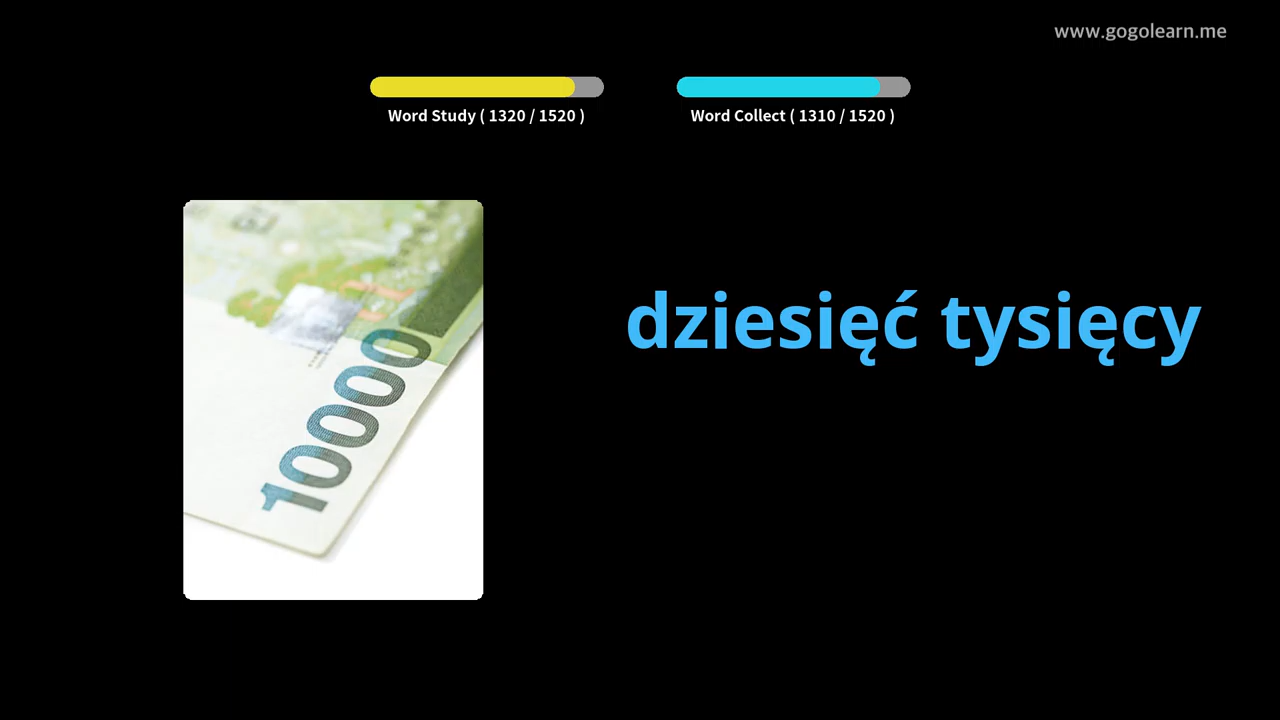 www.gogolearn.me
Word Study ( 1320 / 1520 )
Word Collect ( 1310 / 1520 )
dziesięć tysięcy
10000